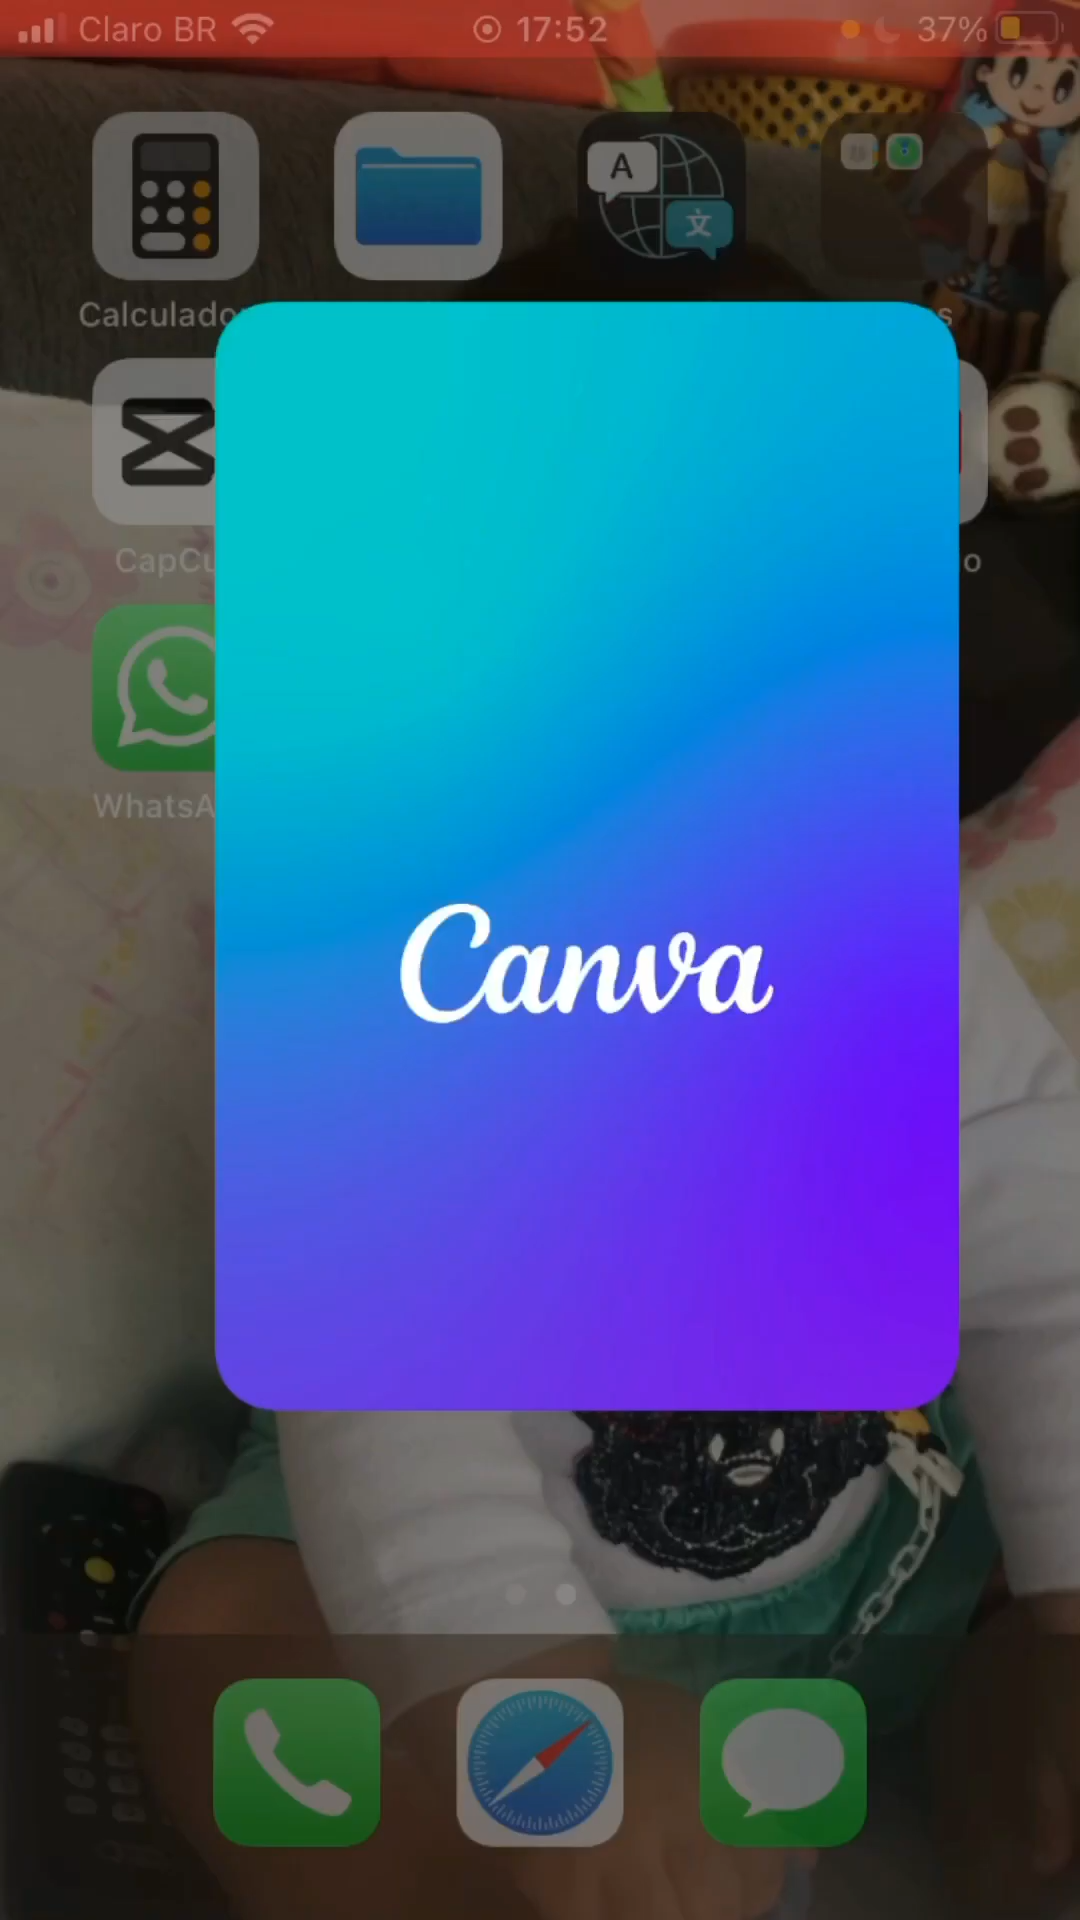 Claro BR 17:52 37%
A
文
Calculado
s
CapCu
o
WhatsA
Canva